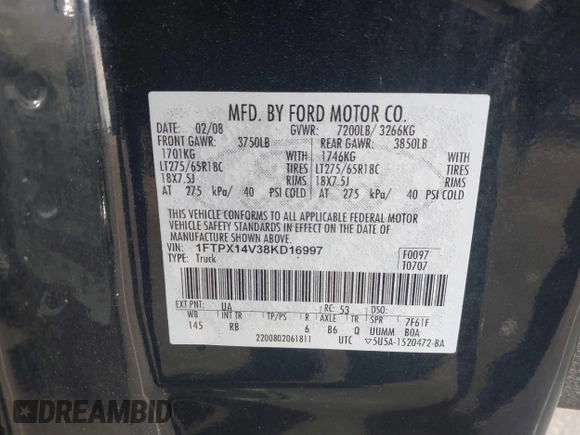 MFD. BY FORD MOTOR CO.
DATE: 02/08 GVWR: 7200LB/ 3266KG
FRONT GAWR: 3750LB REAR GAWR: 3850LB
1701KG WITH 1746KG WITH
LT275/65R18C TIRES LT275/65R18C TIRES
18X7.5J RIMS 18X7.5J RIMS
AT 275 kPa/ 40 PSI COLD AT 275 kPa/ 40 PSI COLD
THIS VEHICLE CONFORMS TO ALL APPLICABLE FEDERAL MOTOR
VEHICLE SAFETY STANDARDS IN EFFECT ON THE DATE OF
MANUFACTURE SHOWN ABOVE.
VIN: 1FTPX14V38KD16997 F0097
TYPE: Truck T0707
EXT PNT: UA RC: 53 DSO:
WB INT TR TP/PS R AXLE TR SPR 7F61F
145 RB 6 B6 Q UUMM B0A
2200802061811 UTC ▽5U5A-1520472-BA
DREAMBID